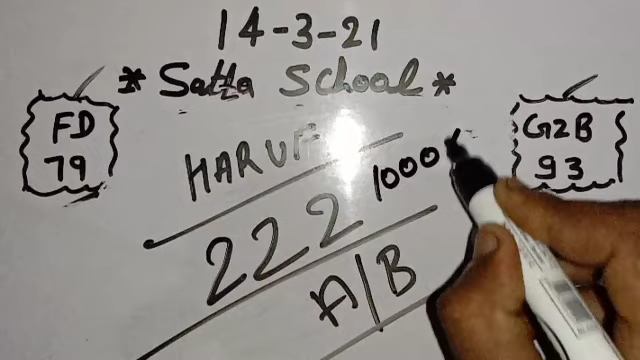 14-3-21
* Satta School *
FD
79
G2B
93
HARUF
222 1000
A/B